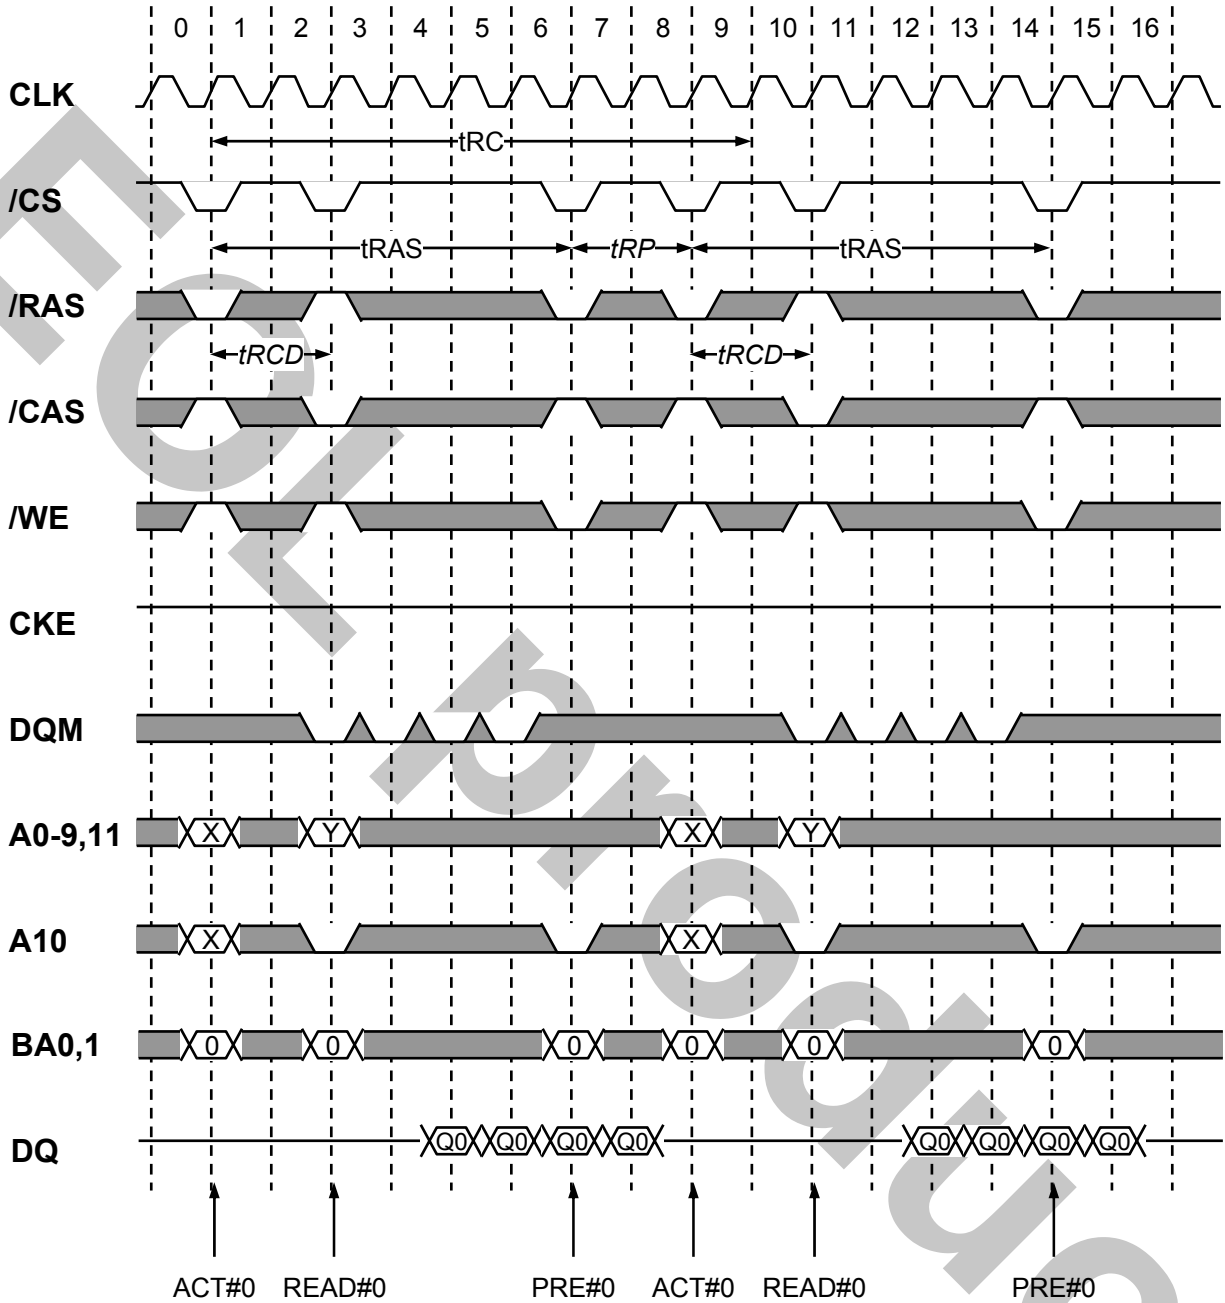 0 1 2 3 4 5 6 7 8 9 10 11 12 13 14 15 16
CLK
tRC
/CS
tRAS tRP tRAS
/RAS
tRCD tRCD
/CAS
/WE
CKE
DQM
A0-9,11 X Y X Y
A10 X X
BA0,1 0 0 0 0 0 0
DQ Q0 Q0 Q0 Q0 Q0 Q0 Q0 Q0
ACT#0 READ#0 PRE#0 ACT#0 READ#0 PRE#0
ECL produc